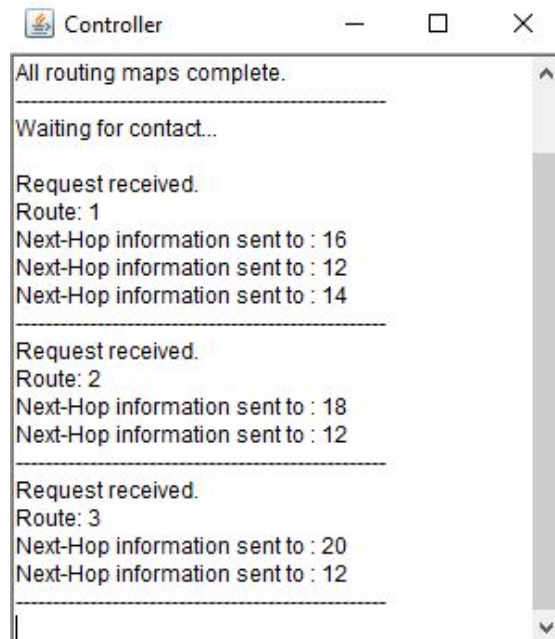 Controller
All routing maps complete.
----------------------------------------------------
Waiting for contact...
Request received.
Route: 1
Next-Hop information sent to : 16
Next-Hop information sent to : 12
Next-Hop information sent to : 14
----------------------------------------------------
Request received.
Route: 2
Next-Hop information sent to : 18
Next-Hop information sent to : 12
----------------------------------------------------
Request received.
Route: 3
Next-Hop information sent to : 20
Next-Hop information sent to : 12
----------------------------------------------------